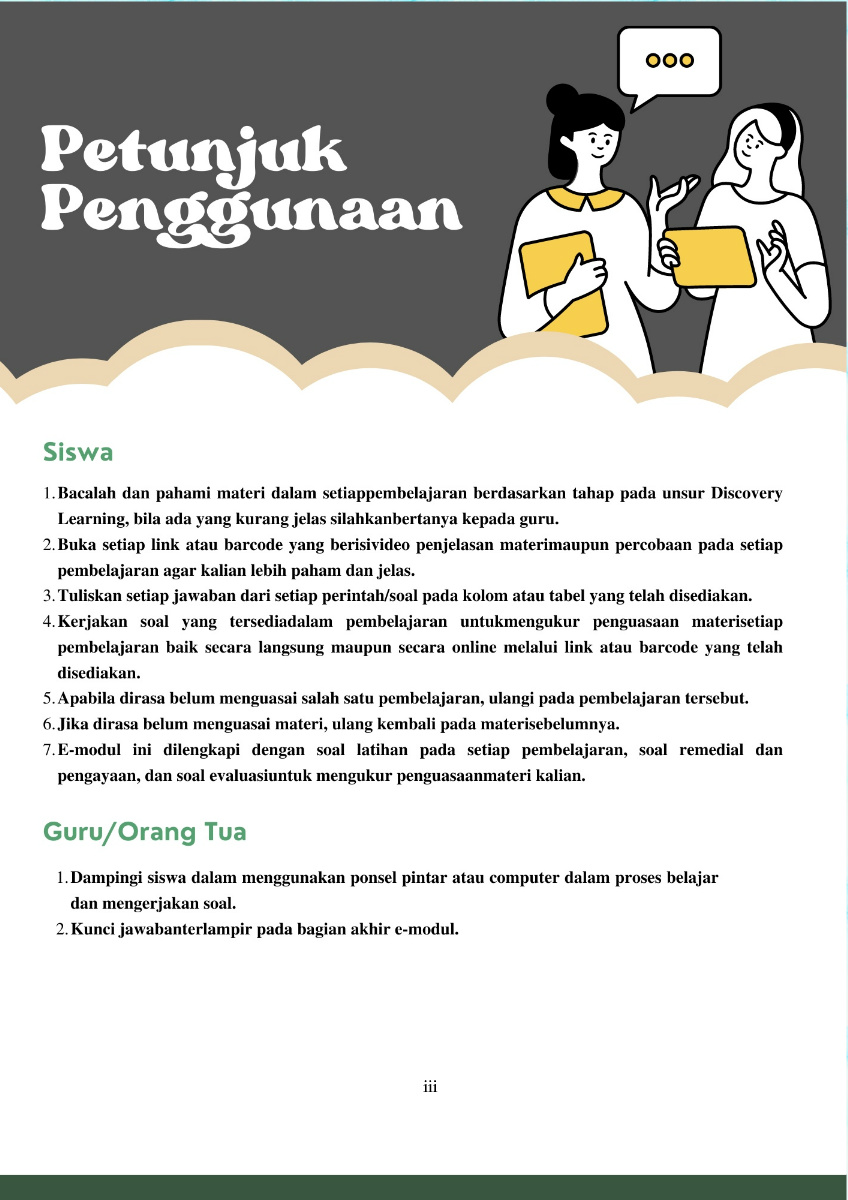 Petunjuk
Penggunaan
Siswa
1. Bacalah dan pahami materi dalam setiappembelajaran berdasarkan tahap pada unsur Discovery
Learning, bila ada yang kurang jelas silahkanbertanya kepada guru.
2. Buka setiap link atau barcode yang berisivideo penjelasan materimaupun percobaan pada setiap
pembelajaran agar kalian lebih paham dan jelas.
3. Tuliskan setiap jawaban dari setiap perintah/soal pada kolom atau tabel yang telah disediakan.
4. Kerjakan soal yang tersediadalam pembelajaran untukmengukur penguasaan materisetiap
pembelajaran baik secara langsung maupun secara online melalui link atau barcode yang telah
disediakan.
5. Apabila dirasa belum menguasai salah satu pembelajaran, ulangi pada pembelajaran tersebut.
6. Jika dirasa belum menguasai materi, ulang kembali pada materisebelumnya.
7. E-modul ini dilengkapi dengan soal latihan pada setiap pembelajaran, soal remedial dan
pengayaan, dan soal evaluasiuntuk mengukur penguasaanmateri kalian.
Guru/Orang Tua
1. Dampingi siswa dalam menggunakan ponsel pintar atau computer dalam proses belajar
dan mengerjakan soal.
2. Kunci jawabanterlampir pada bagian akhir e-modul.
iii